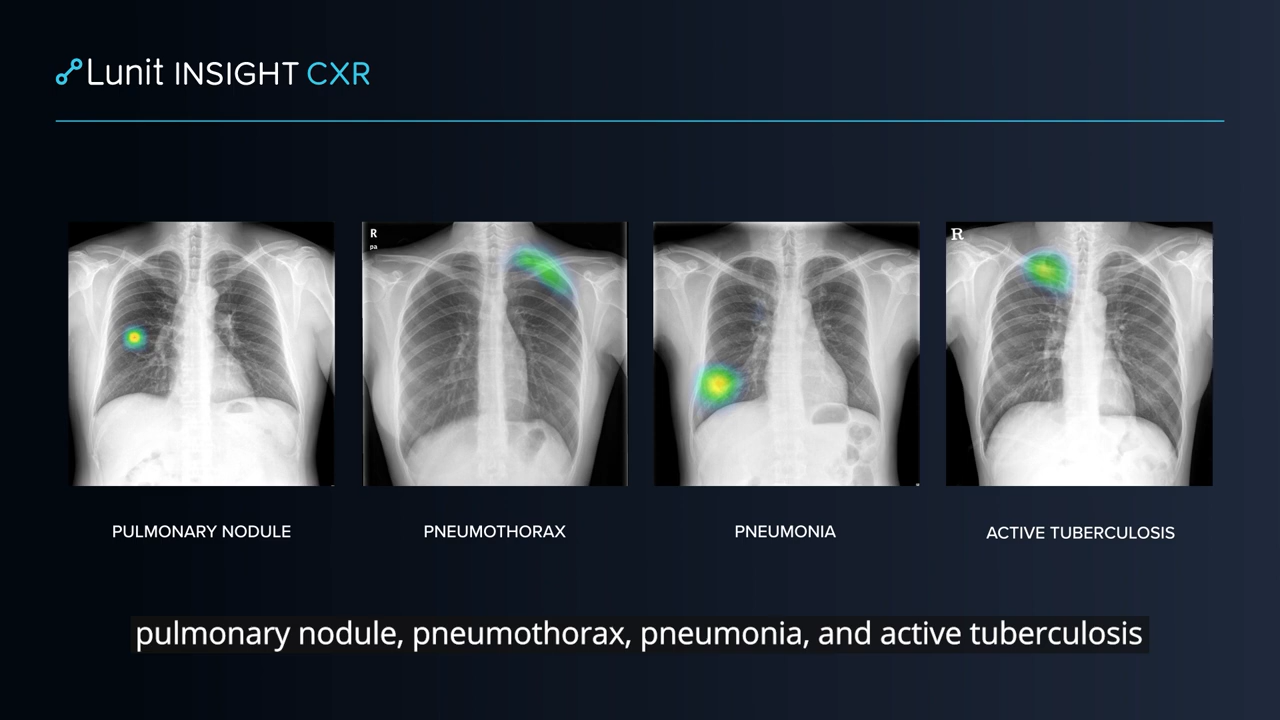 Lunit INSIGHT CXR
R
pa
R
PULMONARY NODULE
PNEUMOTHORAX
PNEUMONIA
ACTIVE TUBERCULOSIS
pulmonary nodule, pneumothorax, pneumonia, and active tuberculosis